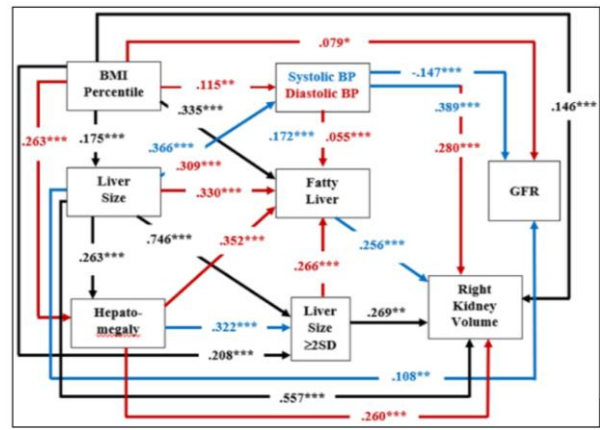 .079*
BMI
Percentile
.115**
Systolic BP
Diastolic BP
-.147***
.389***
.146***
.335***
.263***
.175***
.366***
.172***
.055***
.309***
.280***
Liver
Size
.330***
Fatty
Liver
GFR
.746***
.352***
.256***
.263***
.266***
Hepato-
megaly
.322***
Liver
Size
≥2SD
.269**
Right
Kidney
Volume
.208***
.108**
.557***
.260***